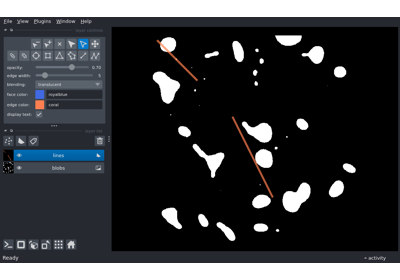 File View Plugins Window Help
opacity: 0.70
edge width: 5
blending: translucent
face color: royalblue
edge color: coral
display text:
lines
blobs
Ready
activity